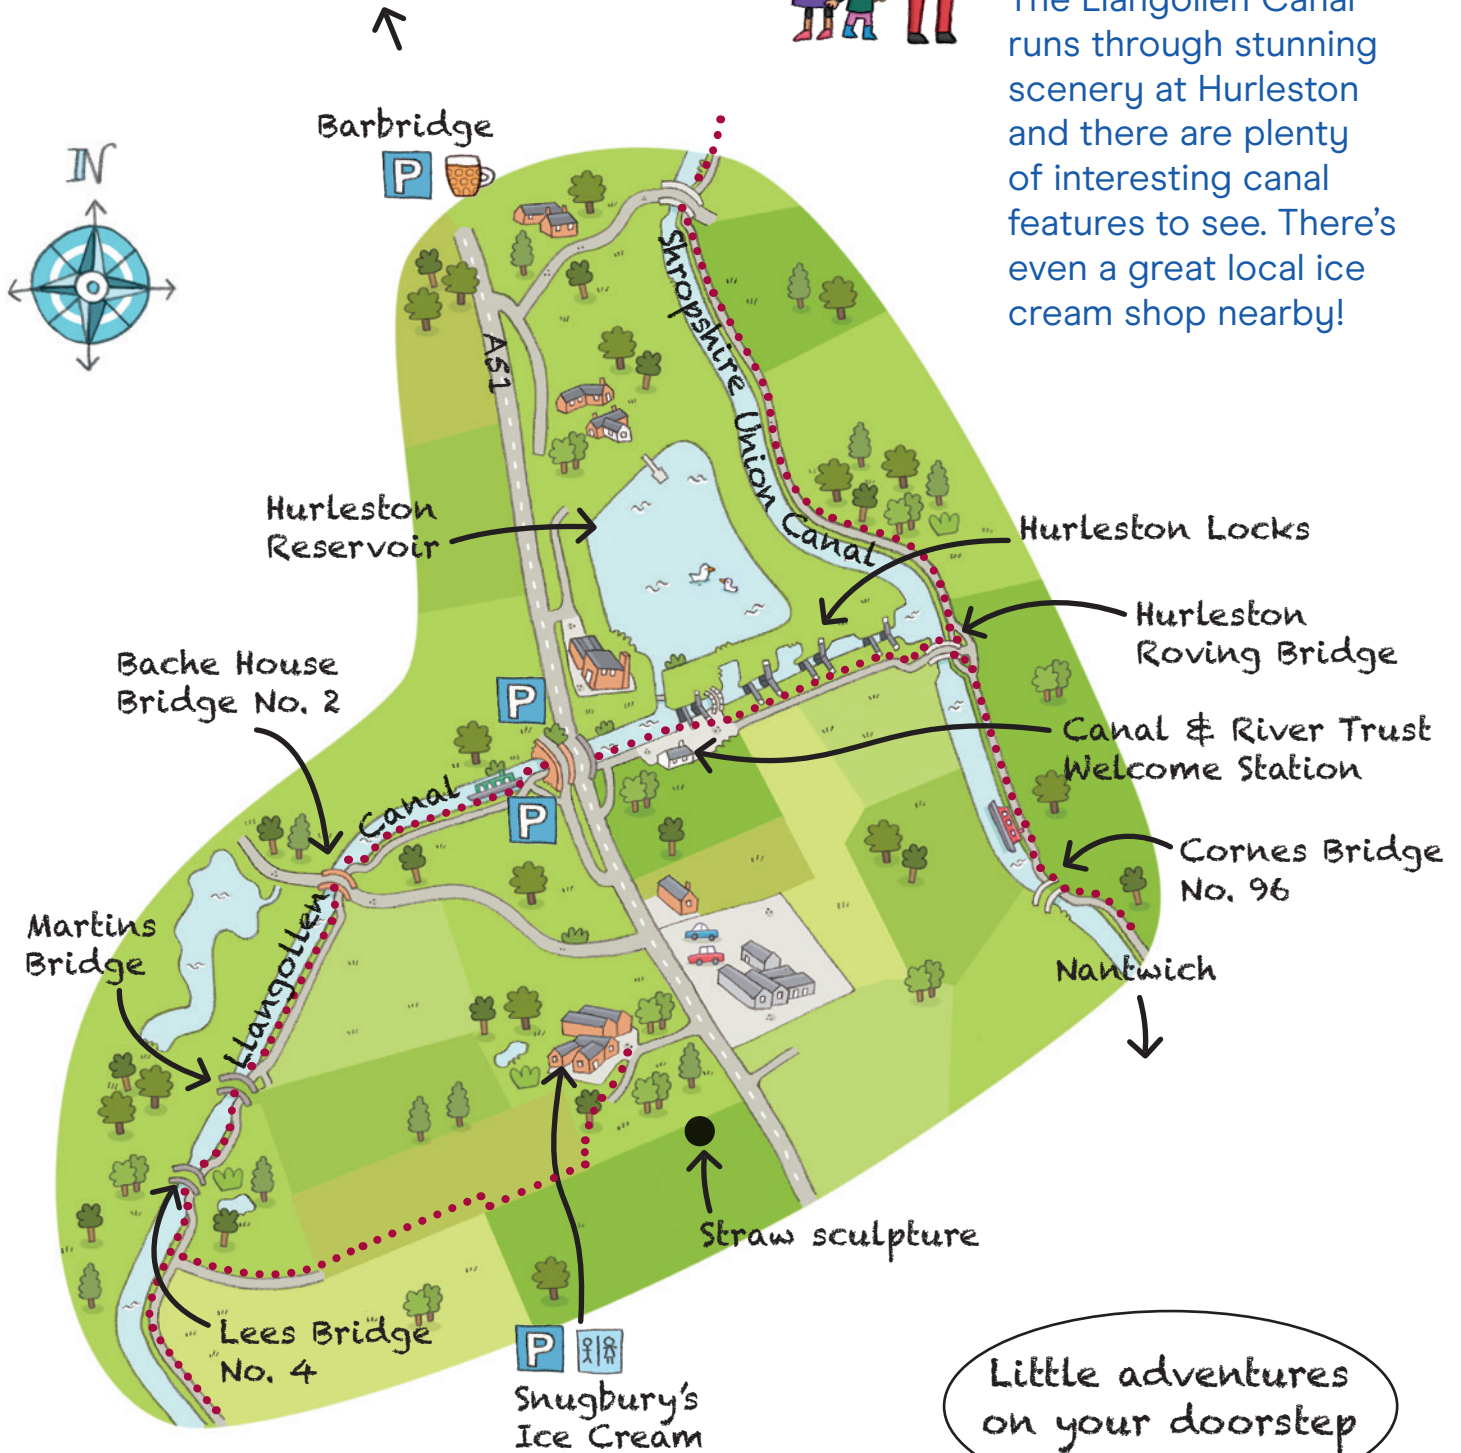 The Llangollen Canal
runs through stunning
scenery at Hurleston
and there are plenty
of interesting canal
features to see. There's
even a great local ice
cream shop nearby!
Barbridge
P
N
A51
Shropshire Union Canal
Hurleston
Reservoir
Hurleston Locks
Hurleston
Roving Bridge
Bache House
Bridge No. 2
P
Canal & River Trust
Welcome Station
P
Llangollen Canal
Cornes Bridge
No. 96
Martins
Bridge
Nantwich
Straw sculpture
Lees Bridge
No. 4
P
Snugbury's
Ice Cream
Little adventures
on your doorstep